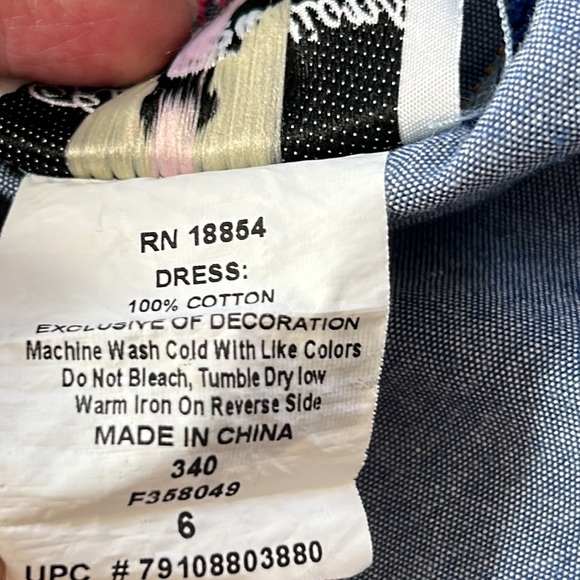 RN 18854
DRESS:
100% COTTON
EXCLUSIVE OF DECORATION
Machine Wash Cold With Like Colors
Do Not Bleach, Tumble Dry low
Warm Iron On Reverse Side
MADE IN CHINA
340
F358049
6
UPC # 79108803880